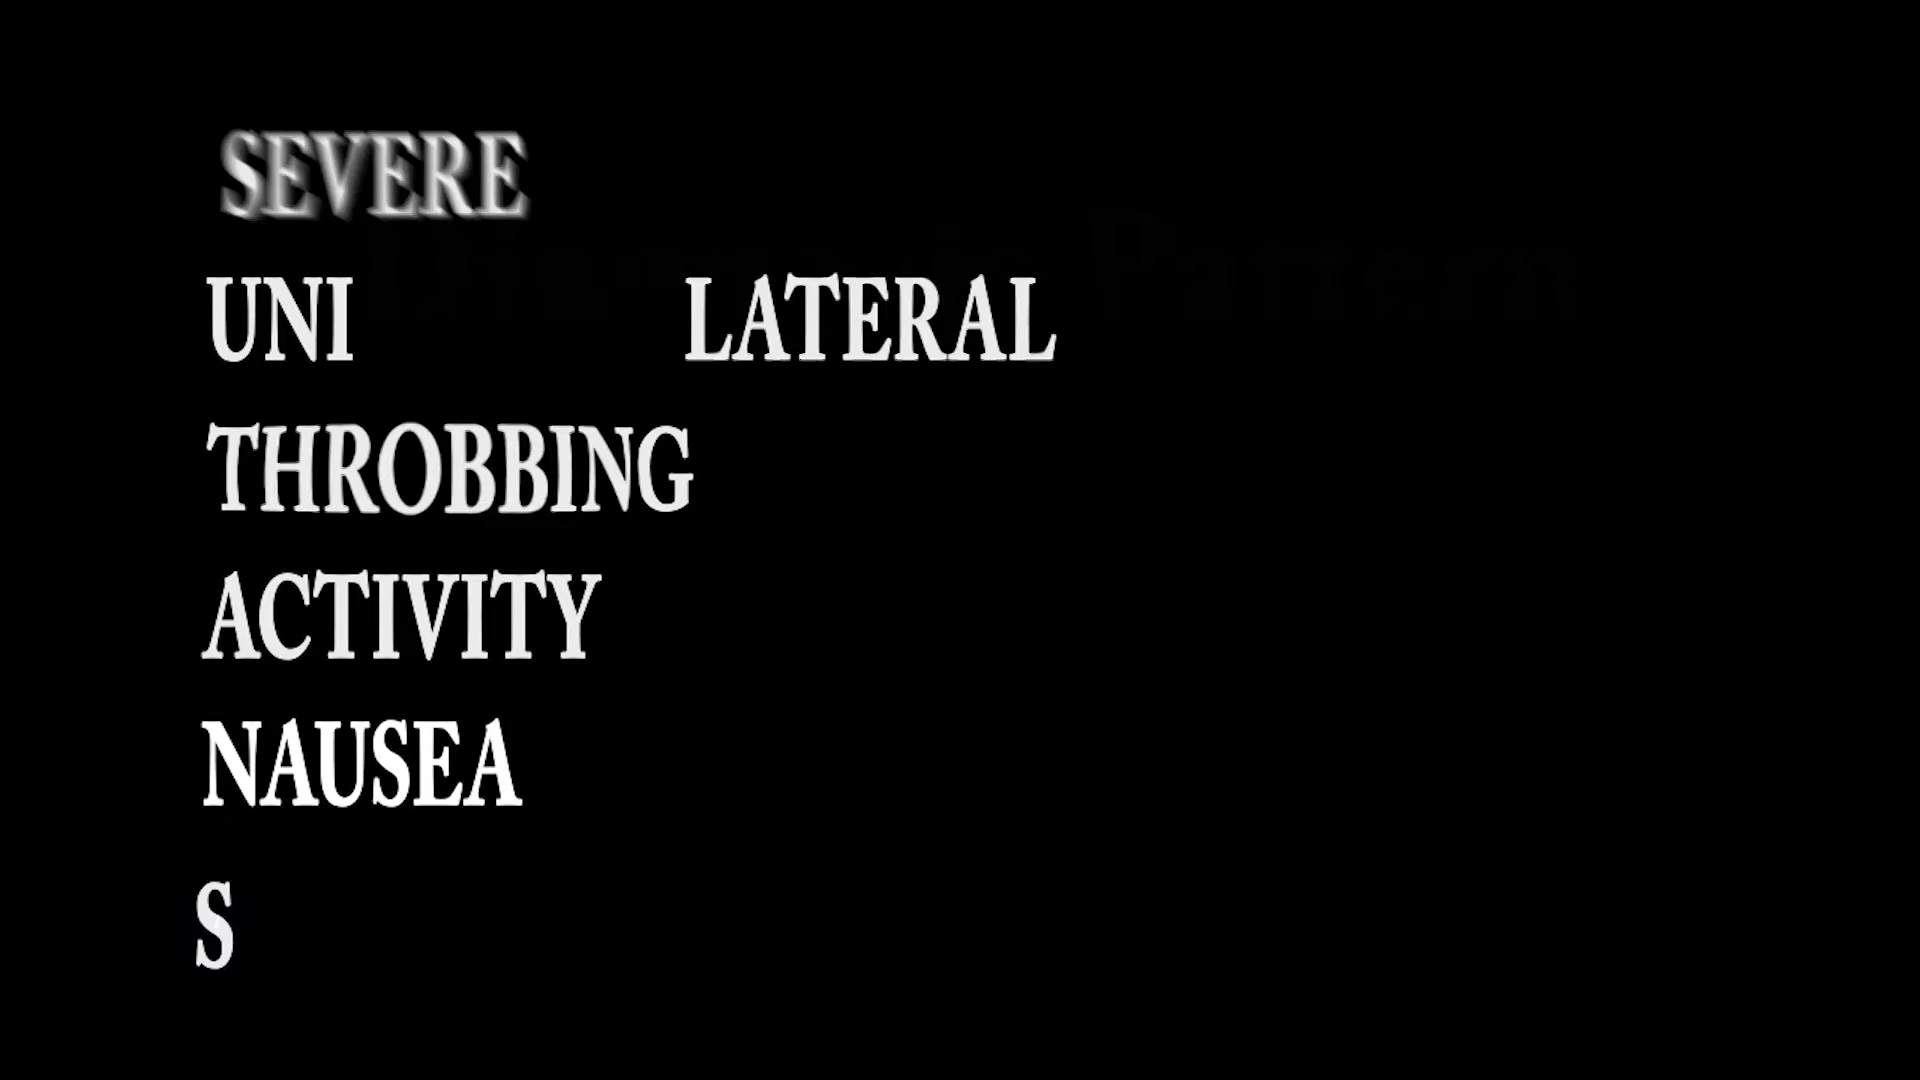 SEVERE
UNI LATERAL
THROBBING
ACTIVITY
NAUSEA
S